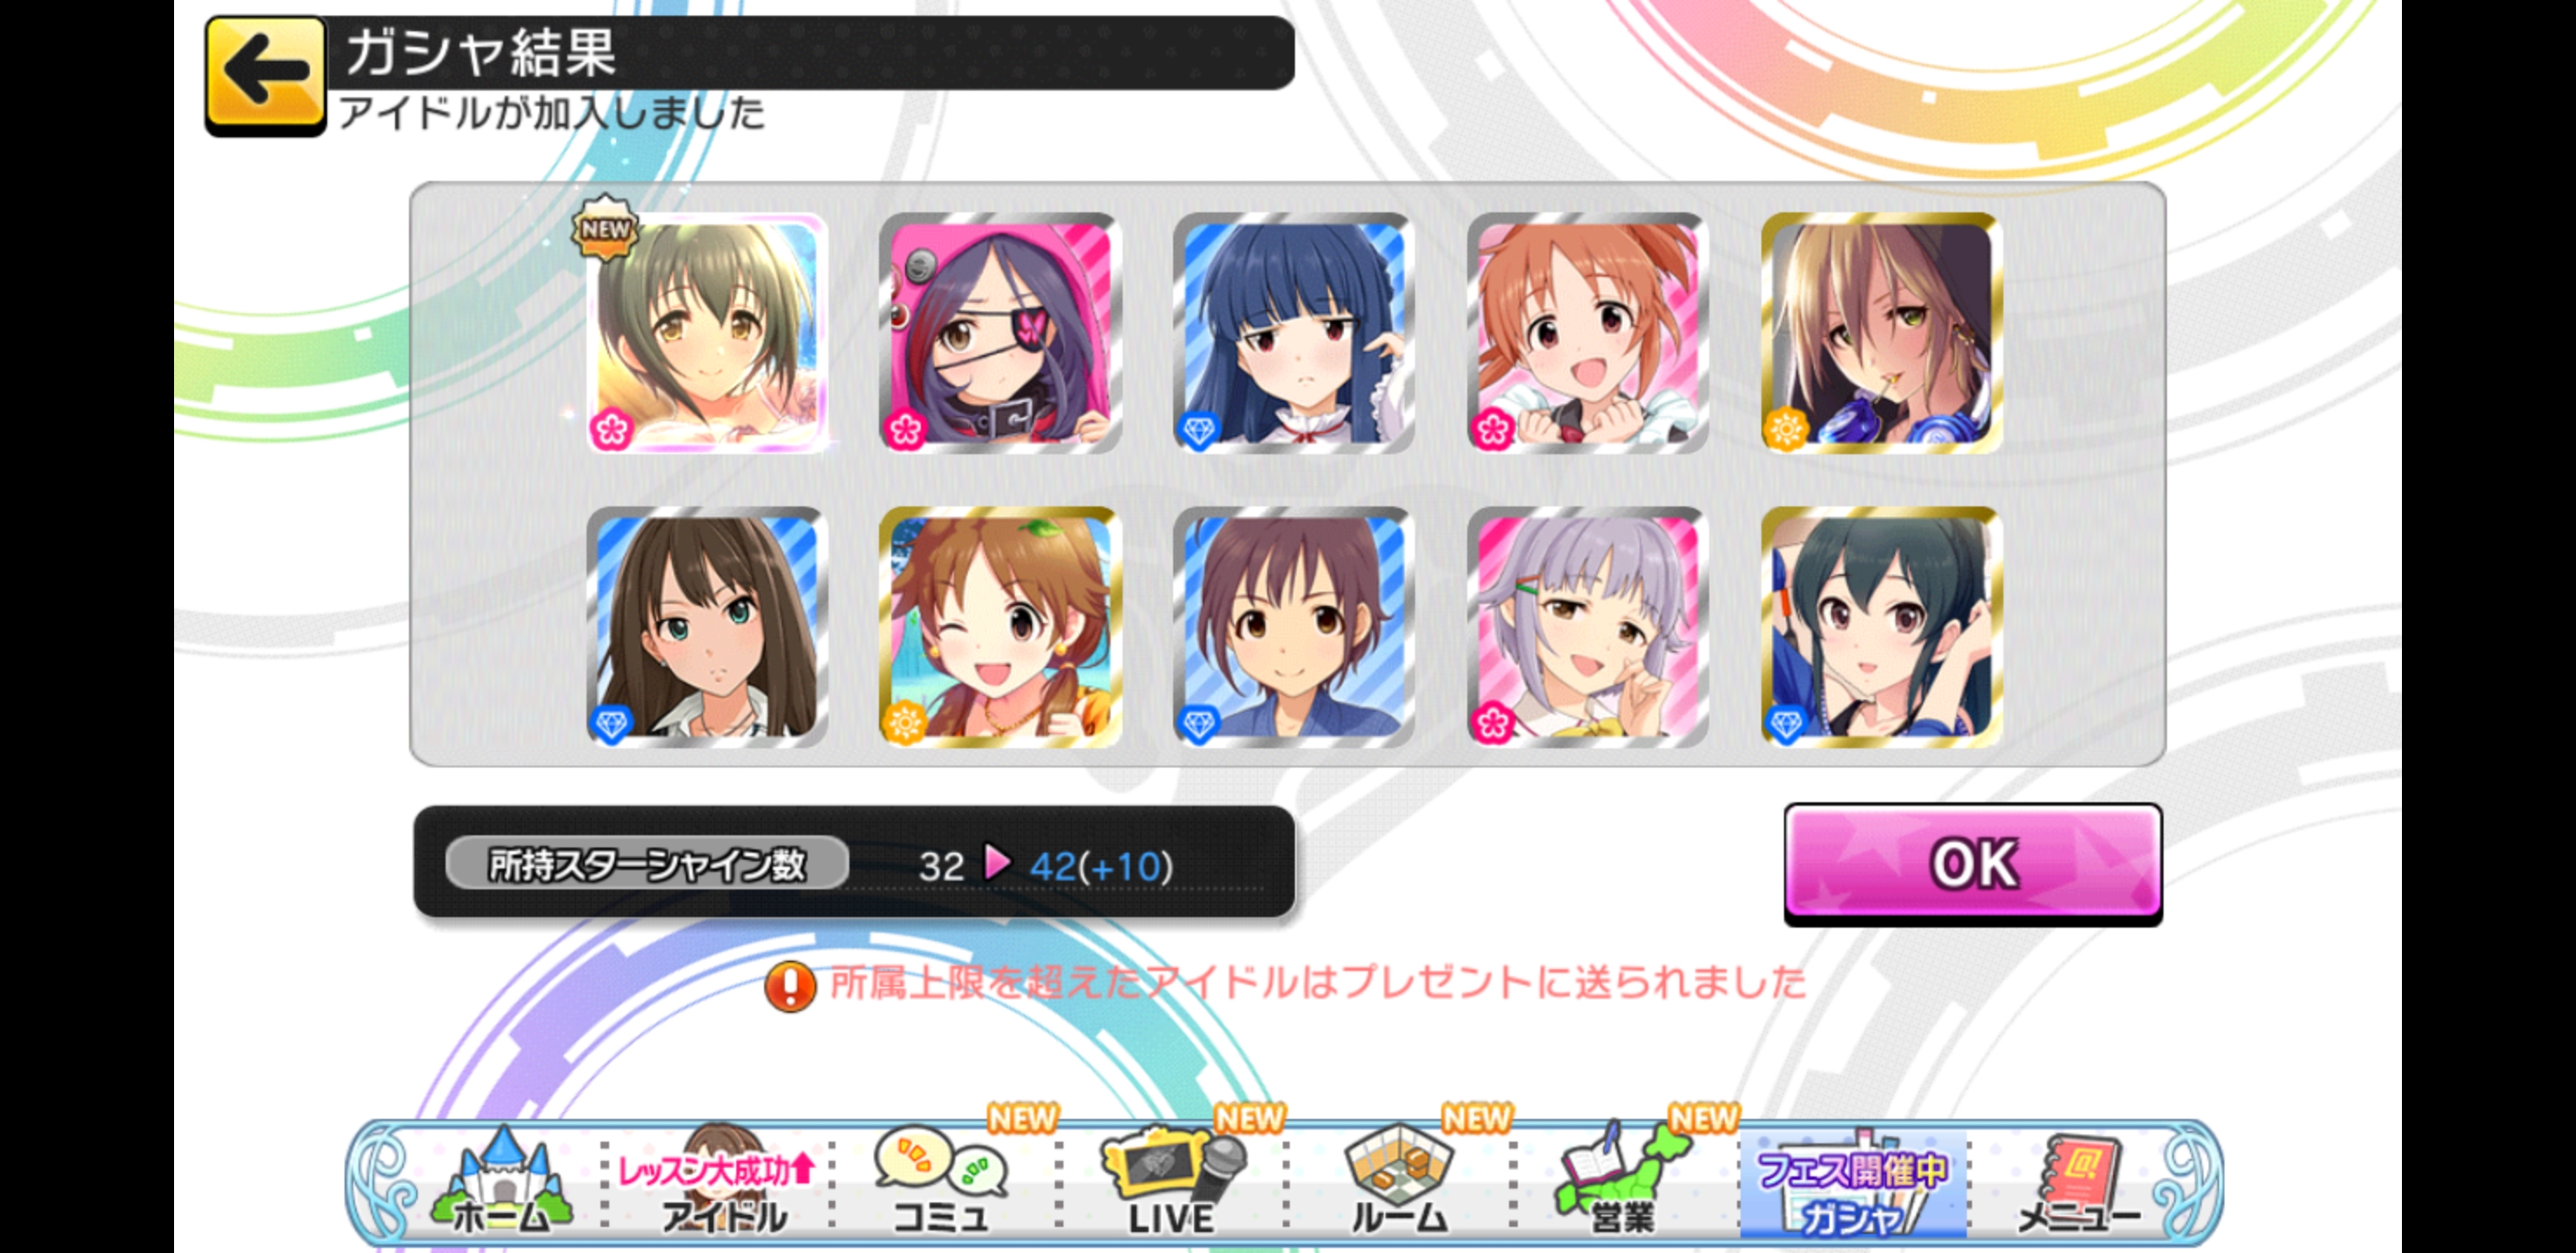 ガシャ結果
アイドルが加入しました
NEW
所持スターシャイン数 32 ▶ 42(+10)
OK
所属上限を超えたアイドルはプレゼントに送られました
NEW NEW NEW NEW
レッスン大成功↑ フェス開催中
ホーム アイドル コミュ LIVE ルーム 営業 ガシャ メニュー